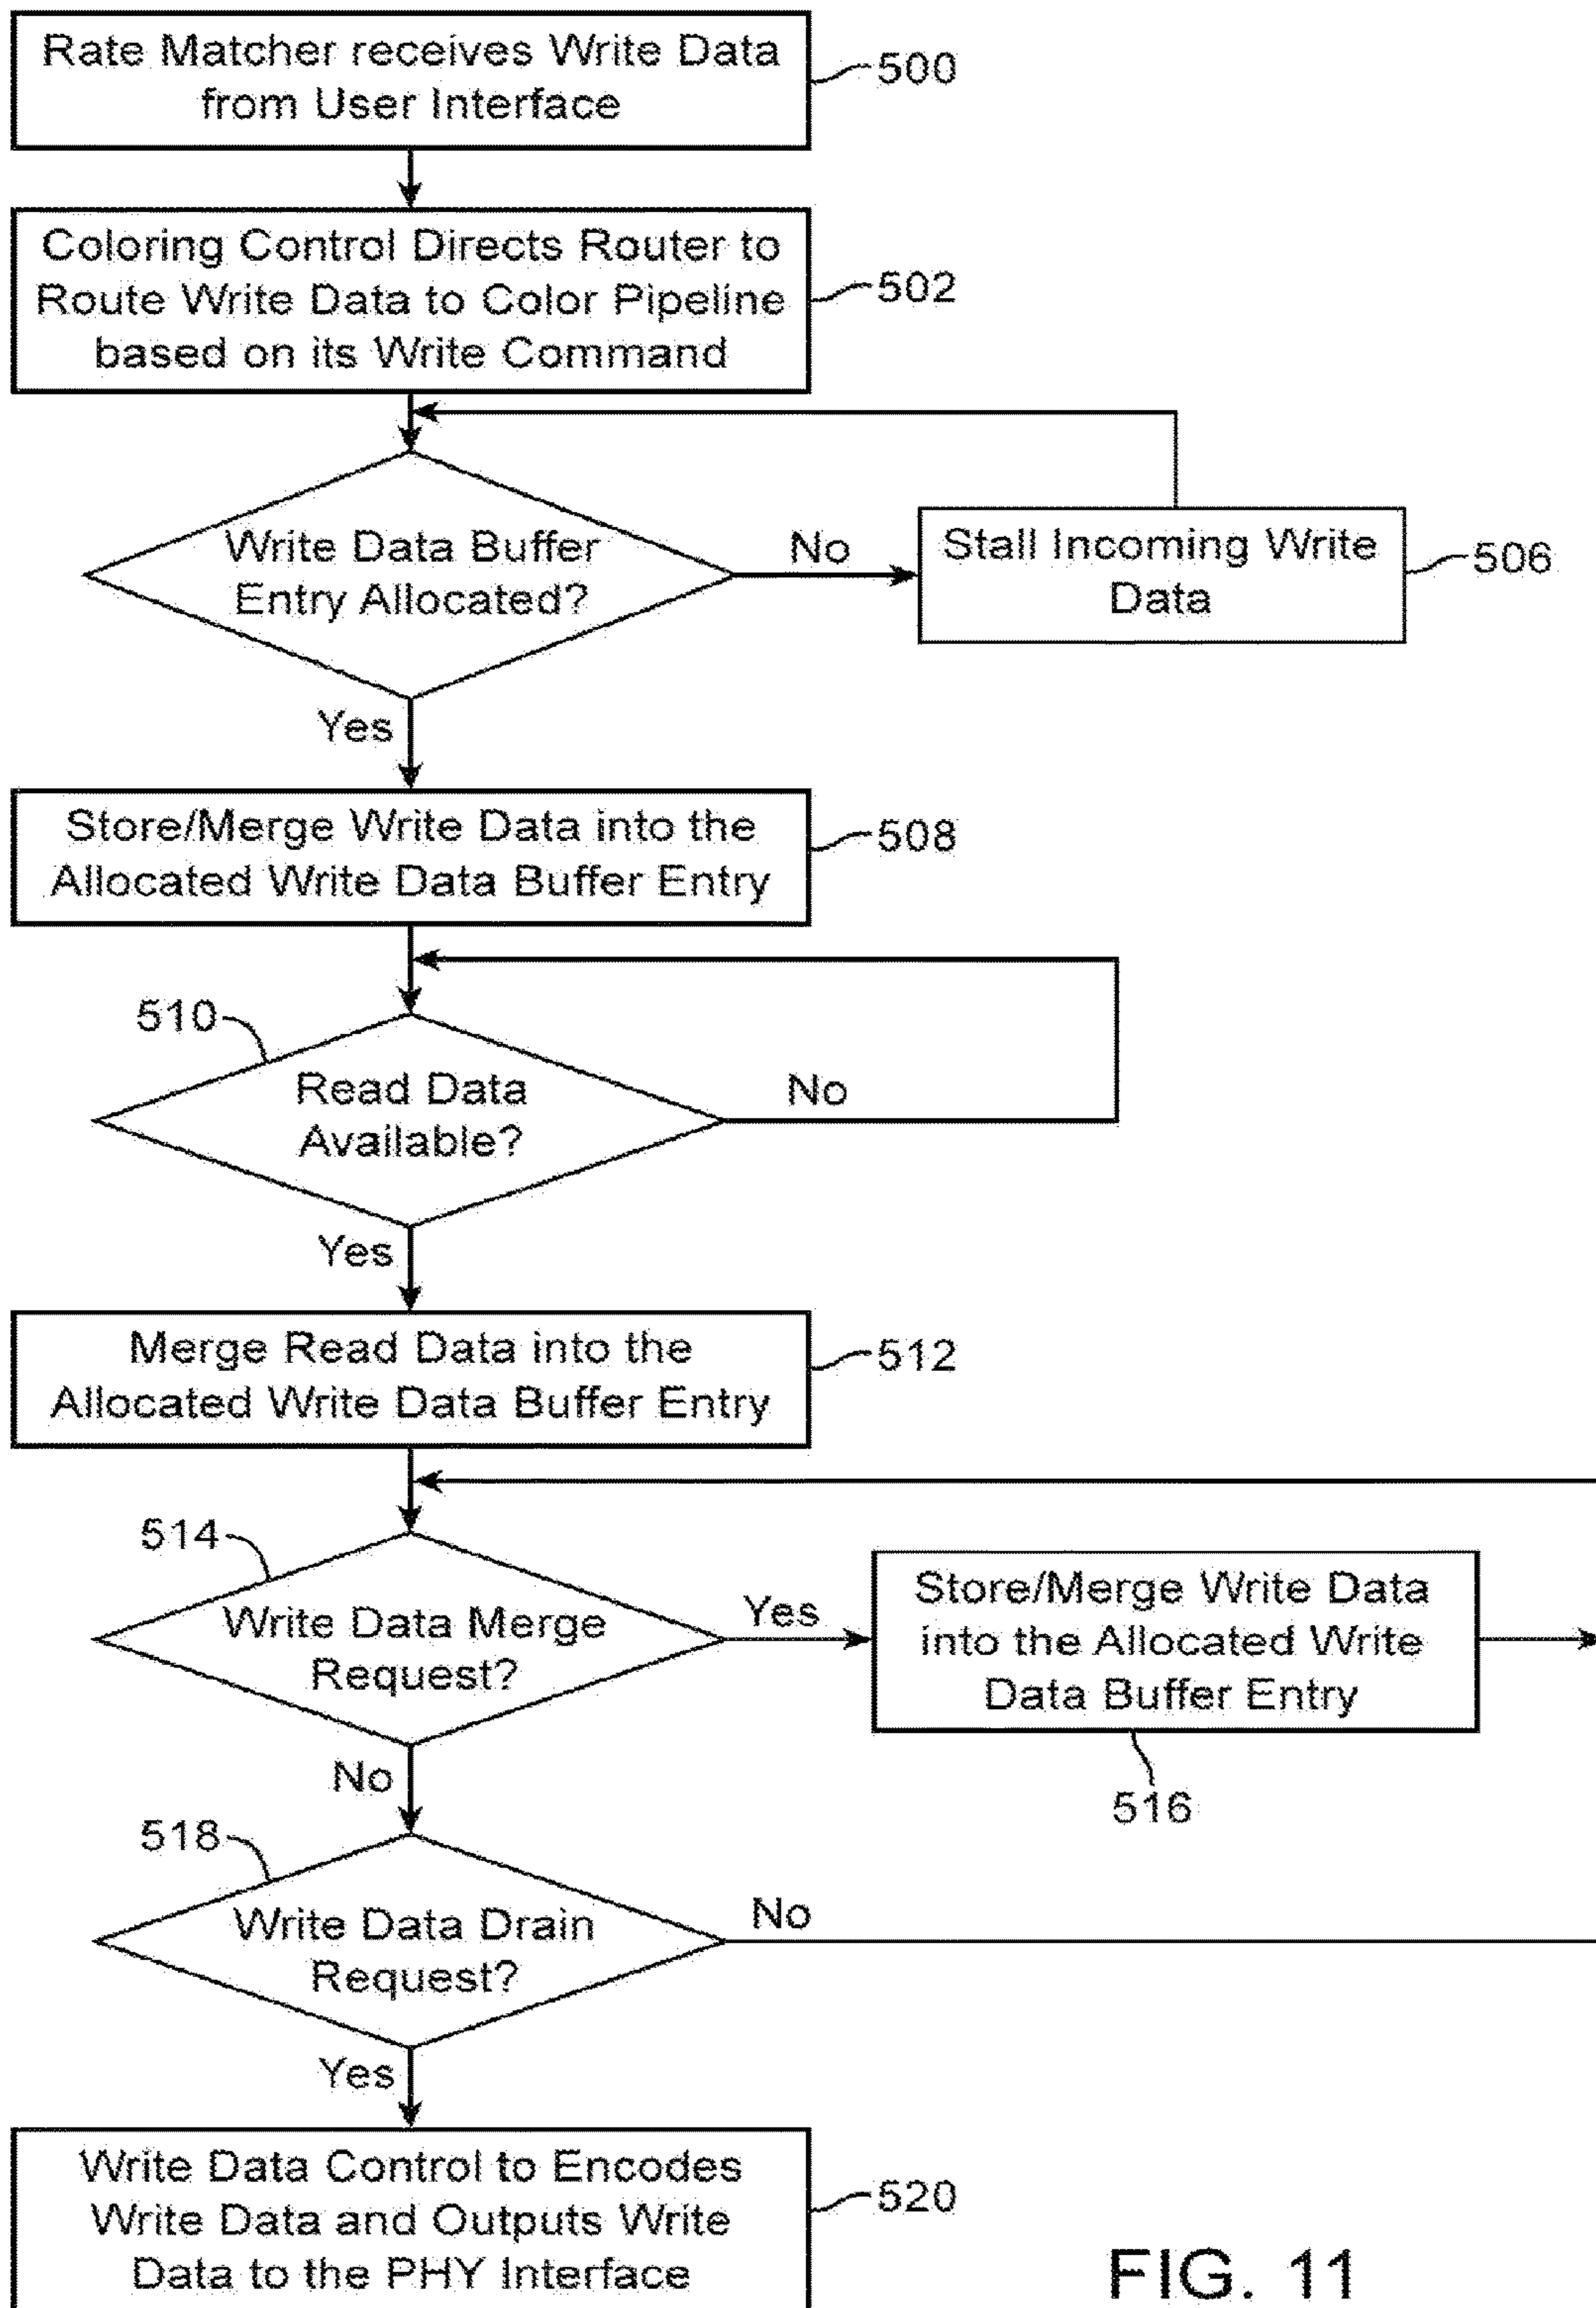 Rate Matcher receives Write Data
from User Interface
500
Coloring Control Directs Router to
Route Write Data to Color Pipeline
based on its Write Command
502
Write Data Buffer
Entry Allocated?
No
Stall Incoming Write
Data
506
Yes
Store/Merge Write Data into the
Allocated Write Data Buffer Entry
508
510
Read Data
Available?
No
Yes
Merge Read Data into the
Allocated Write Data Buffer Entry
512
514
Write Data Merge
Request?
Yes
Store/Merge Write Data
into the Allocated Write
Data Buffer Entry
516
No
518
Write Data Drain
Request?
No
Yes
Write Data Control to Encodes
Write Data and Outputs Write
Data to the PHY Interface
520
FIG. 11